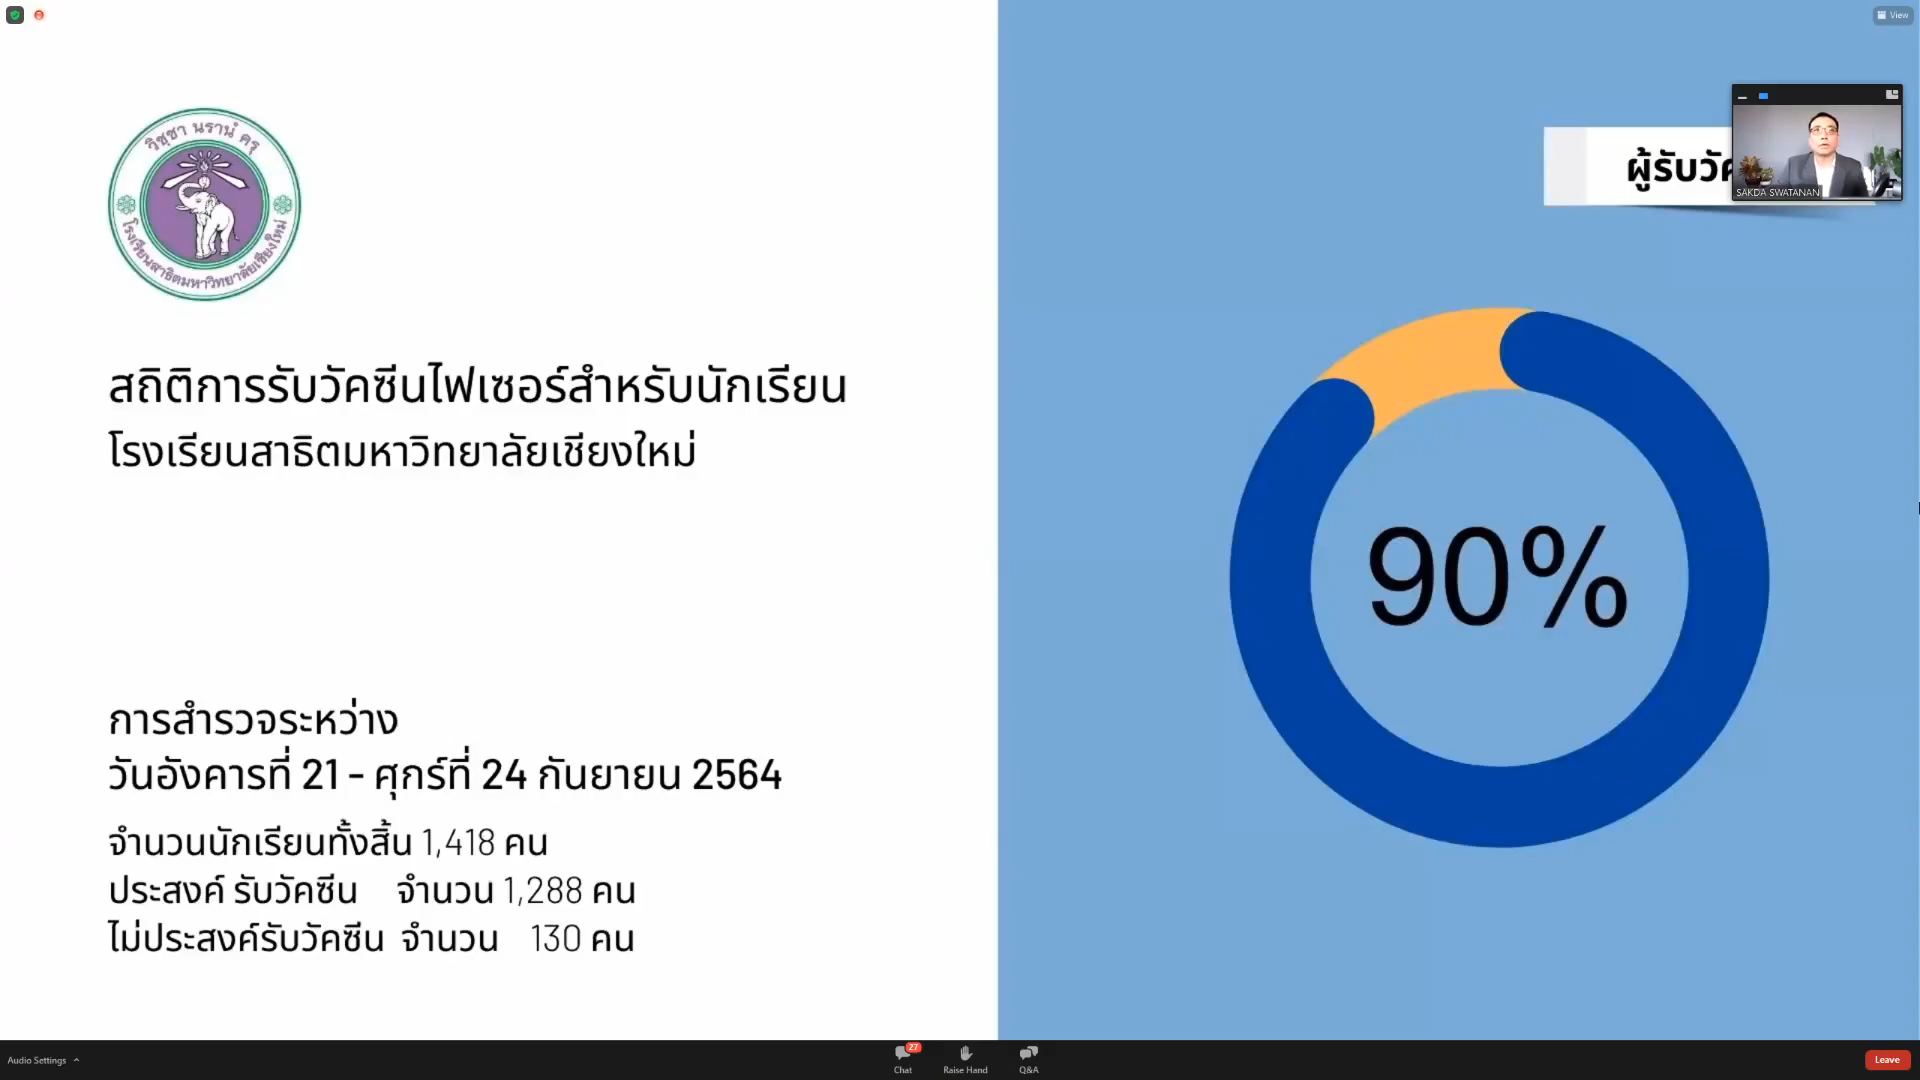 View
วิชฺชา นรานํ ครุ
โรงเรียนสาธิตมหาวิทยาลัยเชียงใหม่
ผู้รับวัค
SAKDA SWATANAN
สถิติการรับวัคซีนไฟเซอร์สำหรับนักเรียน
โรงเรียนสาธิตมหาวิทยาลัยเชียงใหม่
90%
การสำรวจระหว่าง
วันอังคารที่ 21 - ศุกร์ที่ 24 กันยายน 2564
จำนวนนักเรียนทั้งสิ้น 1,418 คน
ประสงค์ รับวัคซีน จำนวน 1,288 คน
ไม่ประสงค์รับวัคซีน จำนวน 130 คน
Audio Settings
27
Chat
Raise Hand
Q&A
Leave